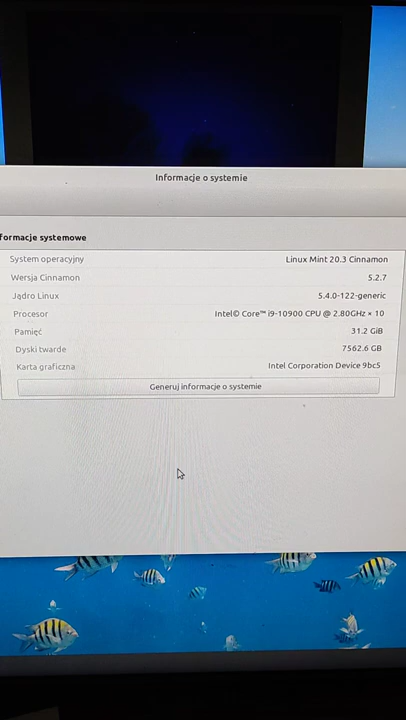 Informacje o systemie
formacje systemowe
System operacyjny Linux Mint 20.3 Cinnamon
Wersja Cinnamon 5.2.7
Jądro Linux 5.4.0-122-generic
Procesor Intel© Core™ i9-10900 CPU @ 2.80GHz × 10
Pamięć 31.2 GiB
Dyski twarde 7562.6 GB
Karta graficzna Intel Corporation Device 9bc5
Generuj informacje o systemie